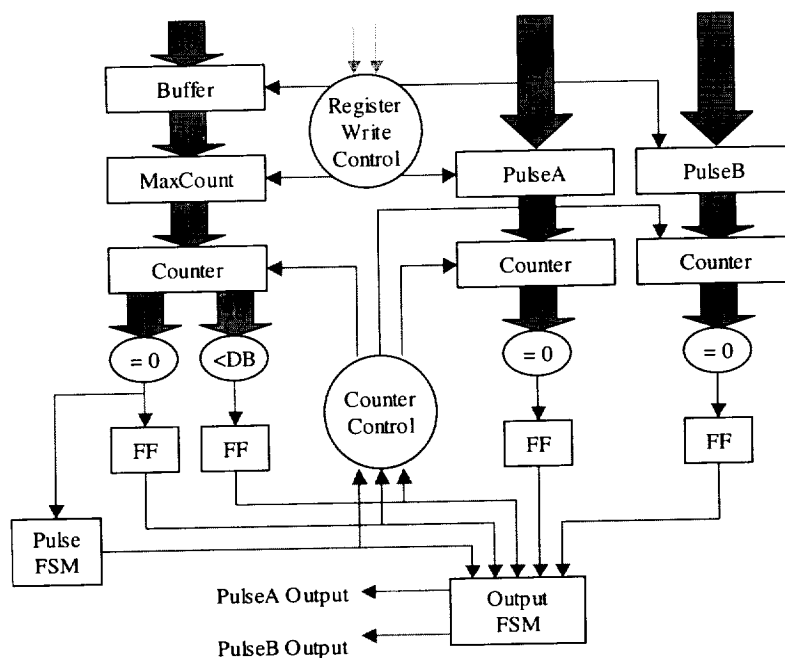 Buffer
Register
Write
Control
MaxCount
PulseA
PulseB
Counter
Counter
Counter
= 0
<DB
= 0
= 0
Counter
Control
FF
FF
FF
FF
Pulse
FSM
PulseA Output
Output
FSM
PulseB Output